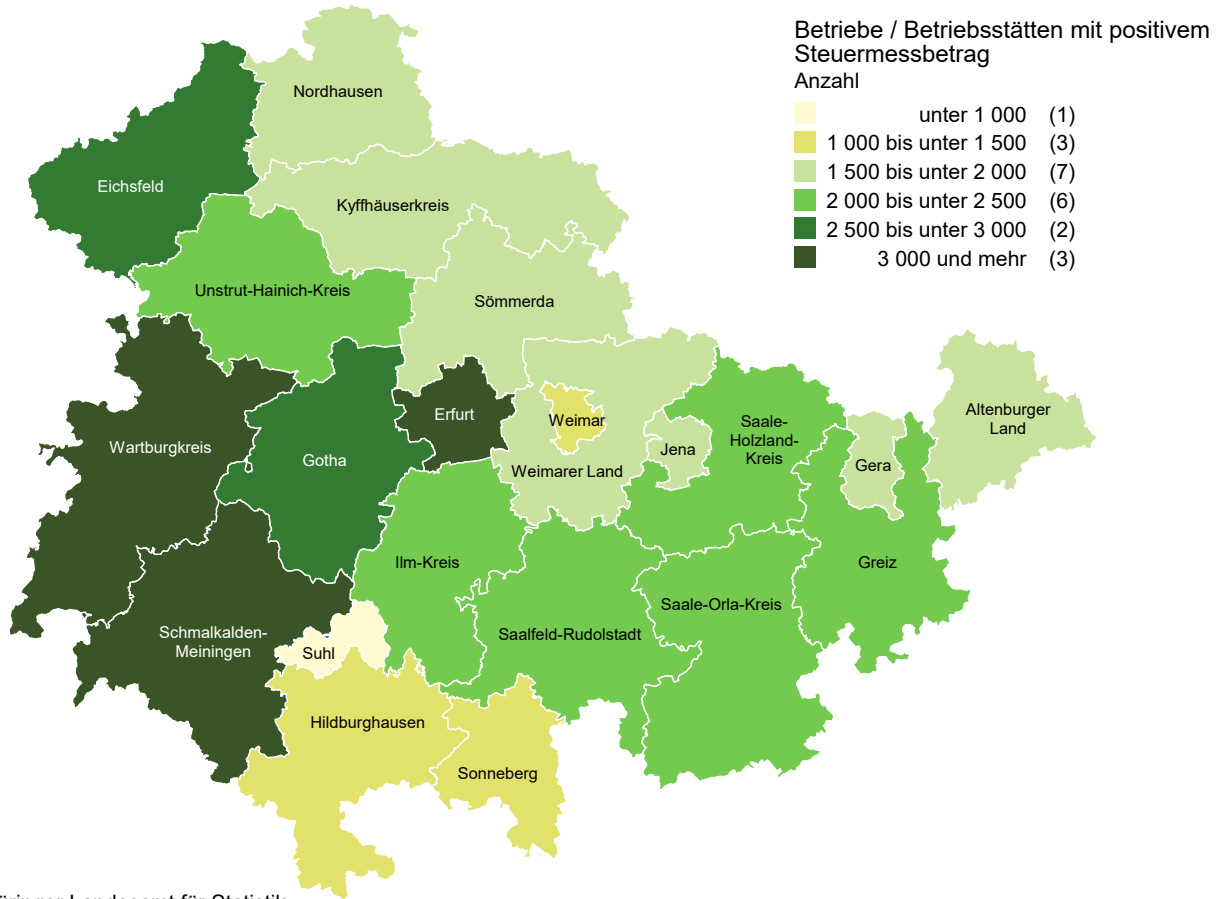 Betriebe / Betriebsstätten mit positivem
Steuermessbetrag
Anzahl
unter 1 000 (1)
1 000 bis unter 1 500 (3)
1 500 bis unter 2 000 (7)
2 000 bis unter 2 500 (6)
2 500 bis unter 3 000 (2)
3 000 und mehr (3)
Nordhausen
Eichsfeld
Kyffhäuserkreis
Unstrut-Hainich-Kreis
Sömmerda
Wartburgkreis
Gotha
Erfurt
Weimar
Weimarer Land
Jena
Saale-
Holzland-
Kreis
Gera
Altenburger
Land
Ilm-Kreis
Greiz
Saale-Orla-Kreis
Saalfeld-Rudolstadt
Schmalkalden-
Meiningen
Suhl
Hildburghausen
Sonneberg
Landesamt für Statistik